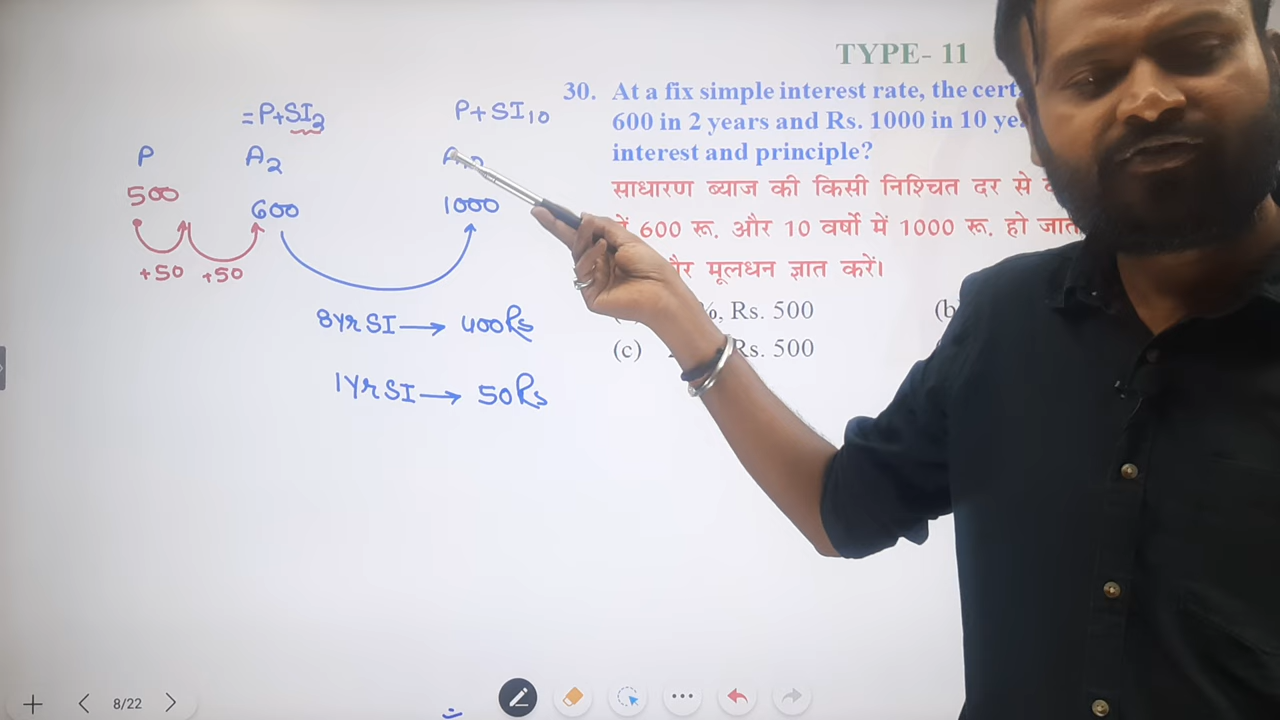 TYPE- 11
30. At a fix simple interest rate, the cert
600 in 2 years and Rs. 1000 in 10 ye
interest and principle?
साधारण ब्याज की किसी निश्चित दर से
600 रू. और 10 वर्षो में 1000 रू. हो जात
और मूलधन ज्ञात करें।
%, Rs. 500
(b)
(c) Rs. 500
=P+SI2
P+SI10
P
A2
500
600
1000
+50
+50
8yr SI → 400Rs
1yr SI → 50Rs
8/22